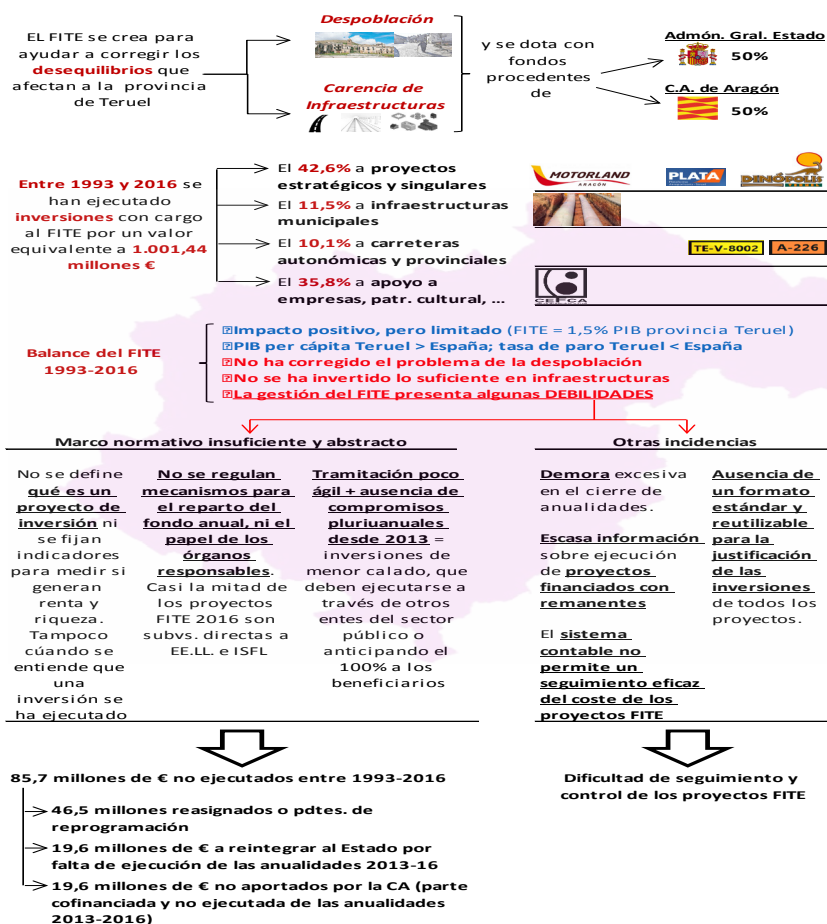 EL FITE se crea para
ayudar a corregir los
desequilibrios que
afectan a la provincia
de Teruel
Despoblación
Carencia de
Infraestructuras
y se dota con
fondos
procedentes
de
Admón. Gral. Estado
50%
C.A. de Aragón
50%
Entre 1993 y 2016 se
han ejecutado
inversiones con cargo
al FITE por un valor
equivalente a 1.001,44
millones €
El 42,6% a proyectos
estratégicos y singulares
El 11,5% a infraestructuras
municipales
El 10,1% a carreteras
autonómicas y provinciales
El 35,8% a apoyo a
empresas, patr. cultural, ...
MOTORLAND
ARAGÓN
PLATA
DINÓPOLIS
TERUEL
TE-V-8002
A-226
CEFCA
Balance del FITE
1993-2016
Impacto positivo, pero limitado (FITE = 1,5% PIB provincia Teruel)
PIB per cápita Teruel > España; tasa de paro Teruel < España
No ha corregido el problema de la despoblación
No se ha invertido lo suficiente en infraestructuras
La gestión del FITE presenta algunas DEBILIDADES
Marco normativo insuficiente y abstracto
No se define
qué es un
proyecto de
inversión ni
se fijan
indicadores
para medir si
generan
renta y
riqueza.
Tampoco
cúando se
entiende que
una
inversión se
ha ejecutado
No se regulan
mecanismos para
el reparto del
fondo anual, ni el
papel de los
órganos
responsables.
Casi la mitad de
los proyectos
FITE 2016 son
subvs. directas a
EE.LL. e ISFL
Tramitación poco
ágil + ausencia de
compromisos
pluriuanuales
desde 2013 =
inversiones de
menor calado, que
deben ejecutarse a
través de otros
entes del sector
público o
anticipando el
100% a los
beneficiarios
Otras incidencias
Demora excesiva
en el cierre de
anualidades.
Escasa información
sobre ejecución
de proyectos
financiados con
remanentes
El sistema
contable no
permite un
seguimiento eficaz
del coste de los
proyectos FITE
Ausencia de
un formato
estándar y
reutilizable
para la
justificación
de las
inversiones
de todos los
proyectos.
85,7 millones de € no ejecutados entre 1993-2016
46,5 millones reasignados o pdtes. de
reprogramación
19,6 millones de € a reintegrar al Estado por
falta de ejecución de las anualidades 2013-16
19,6 millones de € no aportados por la CA (parte
cofinanciada y no ejecutada de las anualidades
2013-2016)
Dificultad de seguimiento y
control de los proyectos FITE